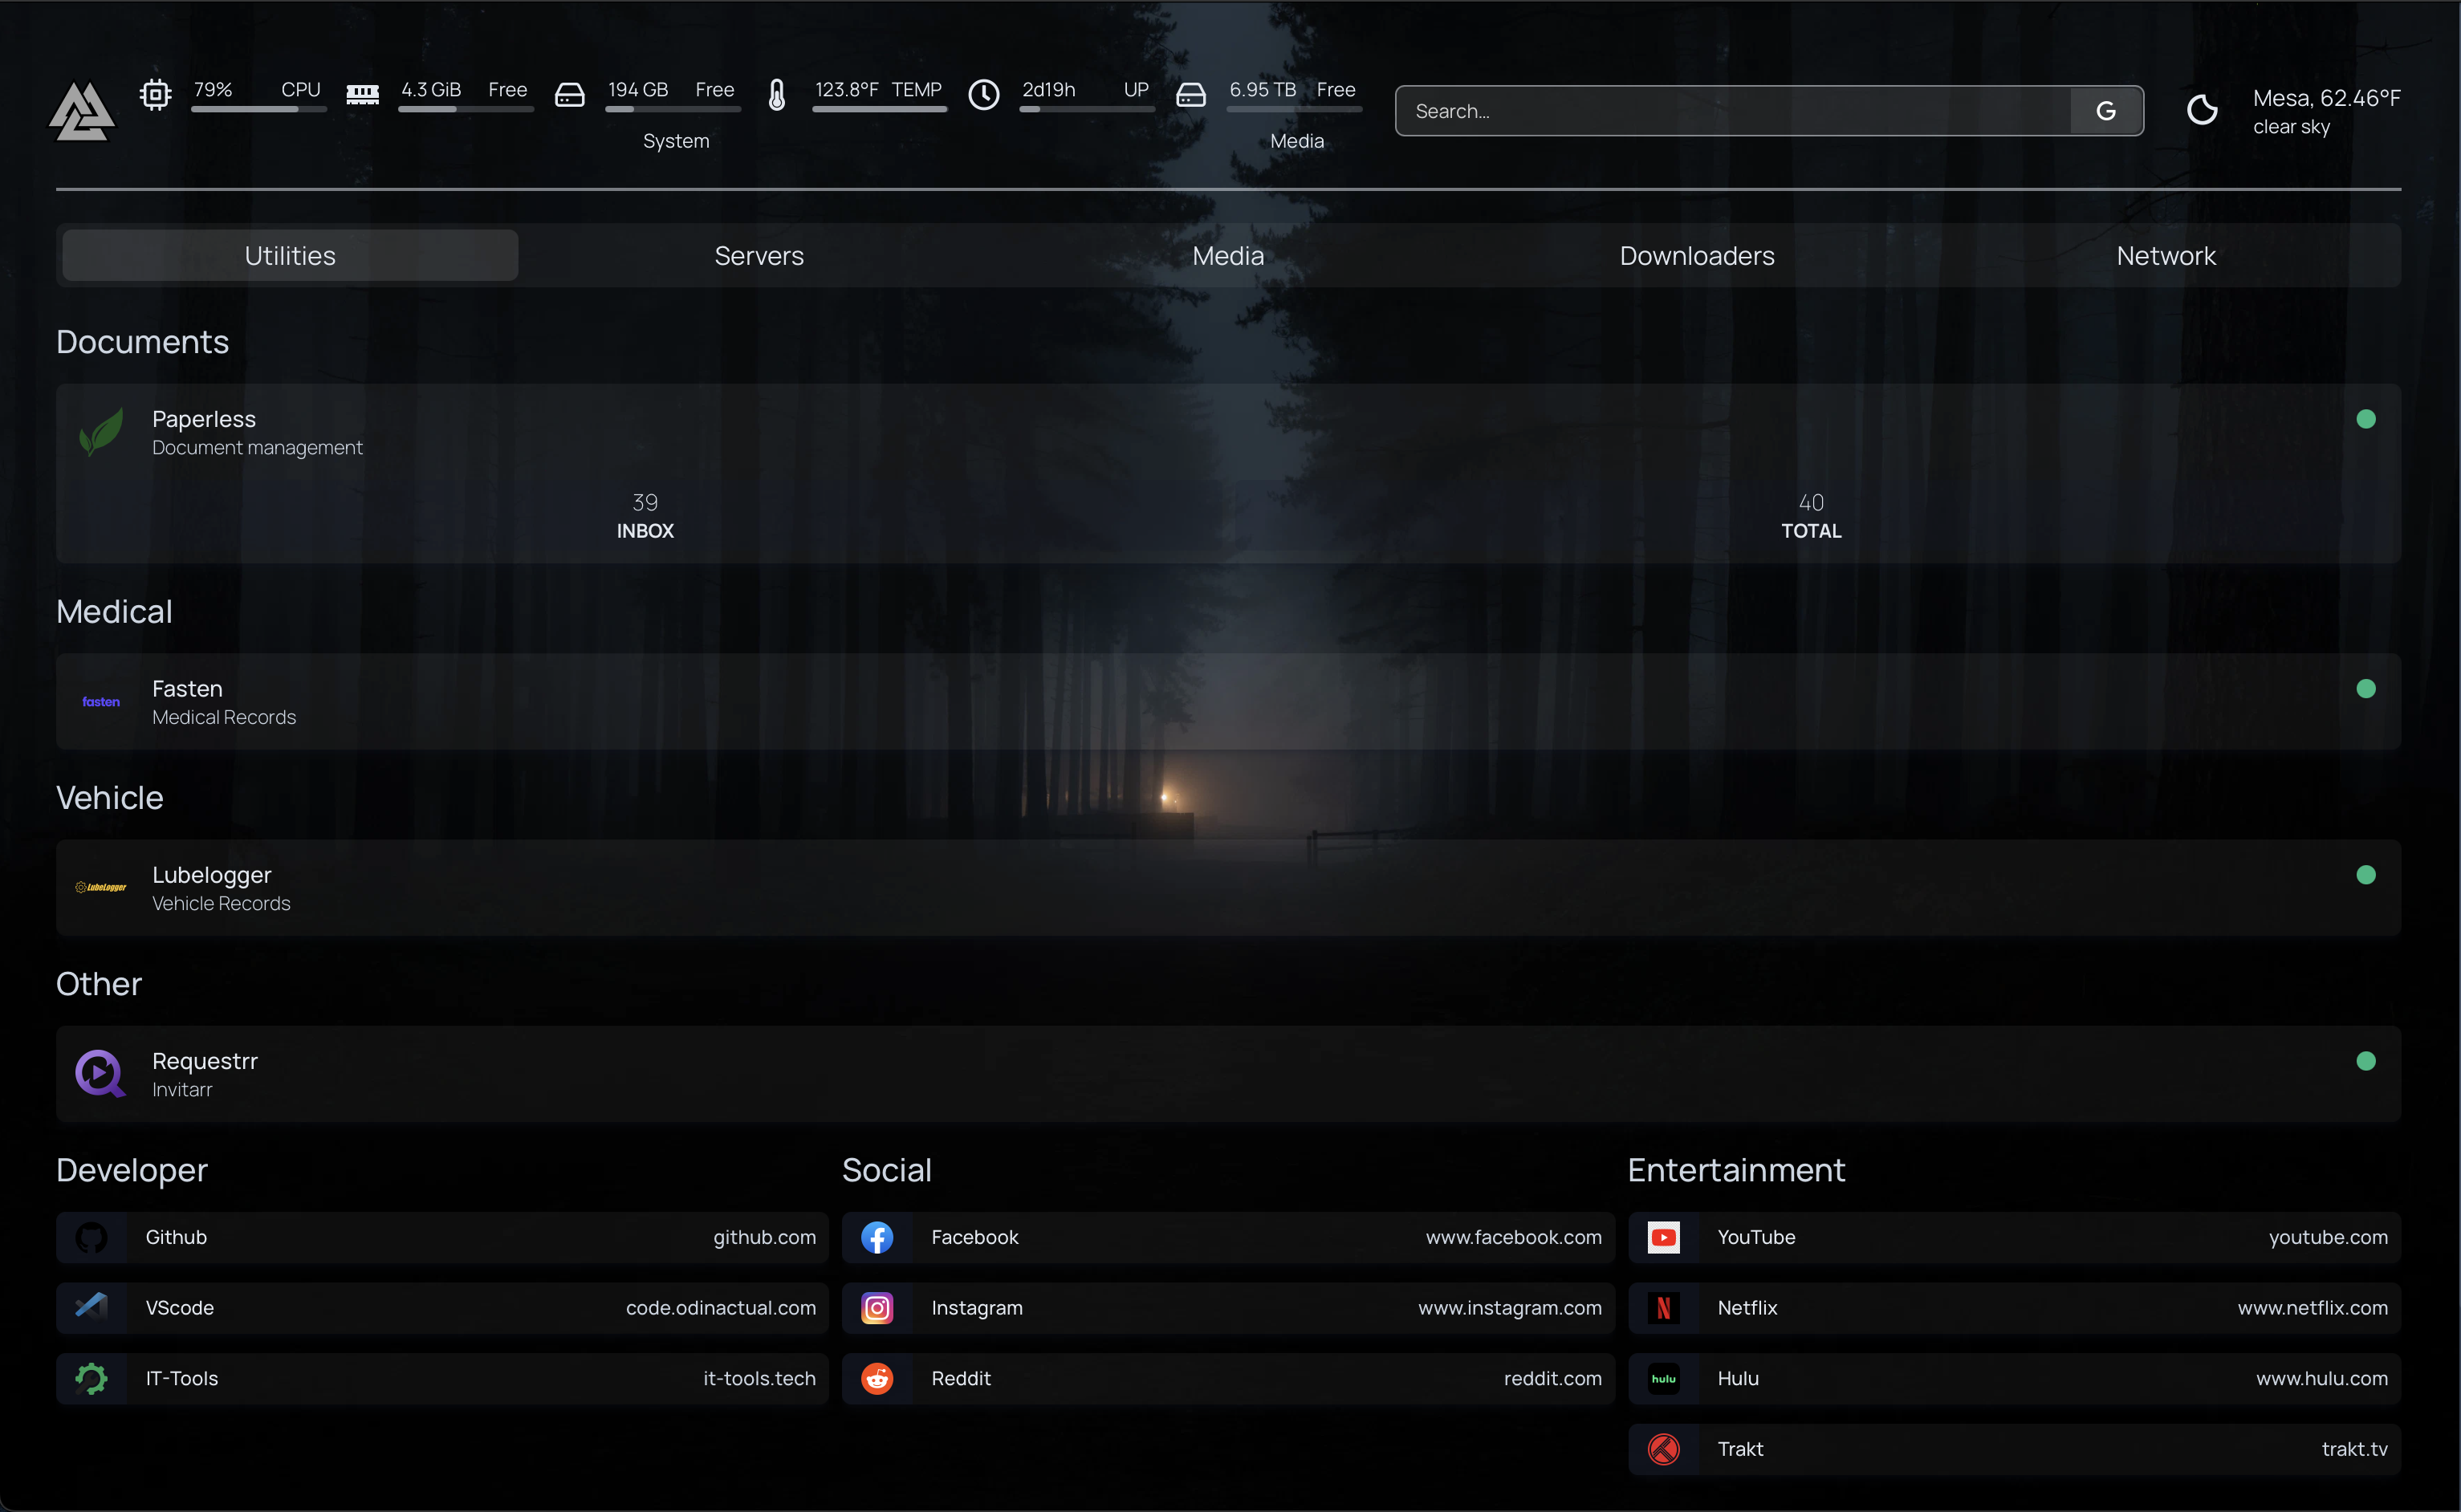 79% CPU 4.3 GiB Free 194 GB Free 123.8°F TEMP 2d19h UP 6.95 TB Free
System Media
Search...
G
Mesa, 62.46°F
clear sky
Utilities Servers Media Downloaders Network
Documents
Paperless
Document management
39
INBOX
40
TOTAL
Medical
fasten
Fasten
Medical Records
Vehicle
LubeLogger
Lubelogger
Vehicle Records
Other
Requestrr
Invitarr
Developer
Github github.com
VScode code.odinactual.com
IT-Tools it-tools.tech
Social
Facebook www.facebook.com
Instagram www.instagram.com
Reddit reddit.com
Entertainment
YouTube youtube.com
Netflix www.netflix.com
hulu Hulu www.hulu.com
Trakt trakt.tv